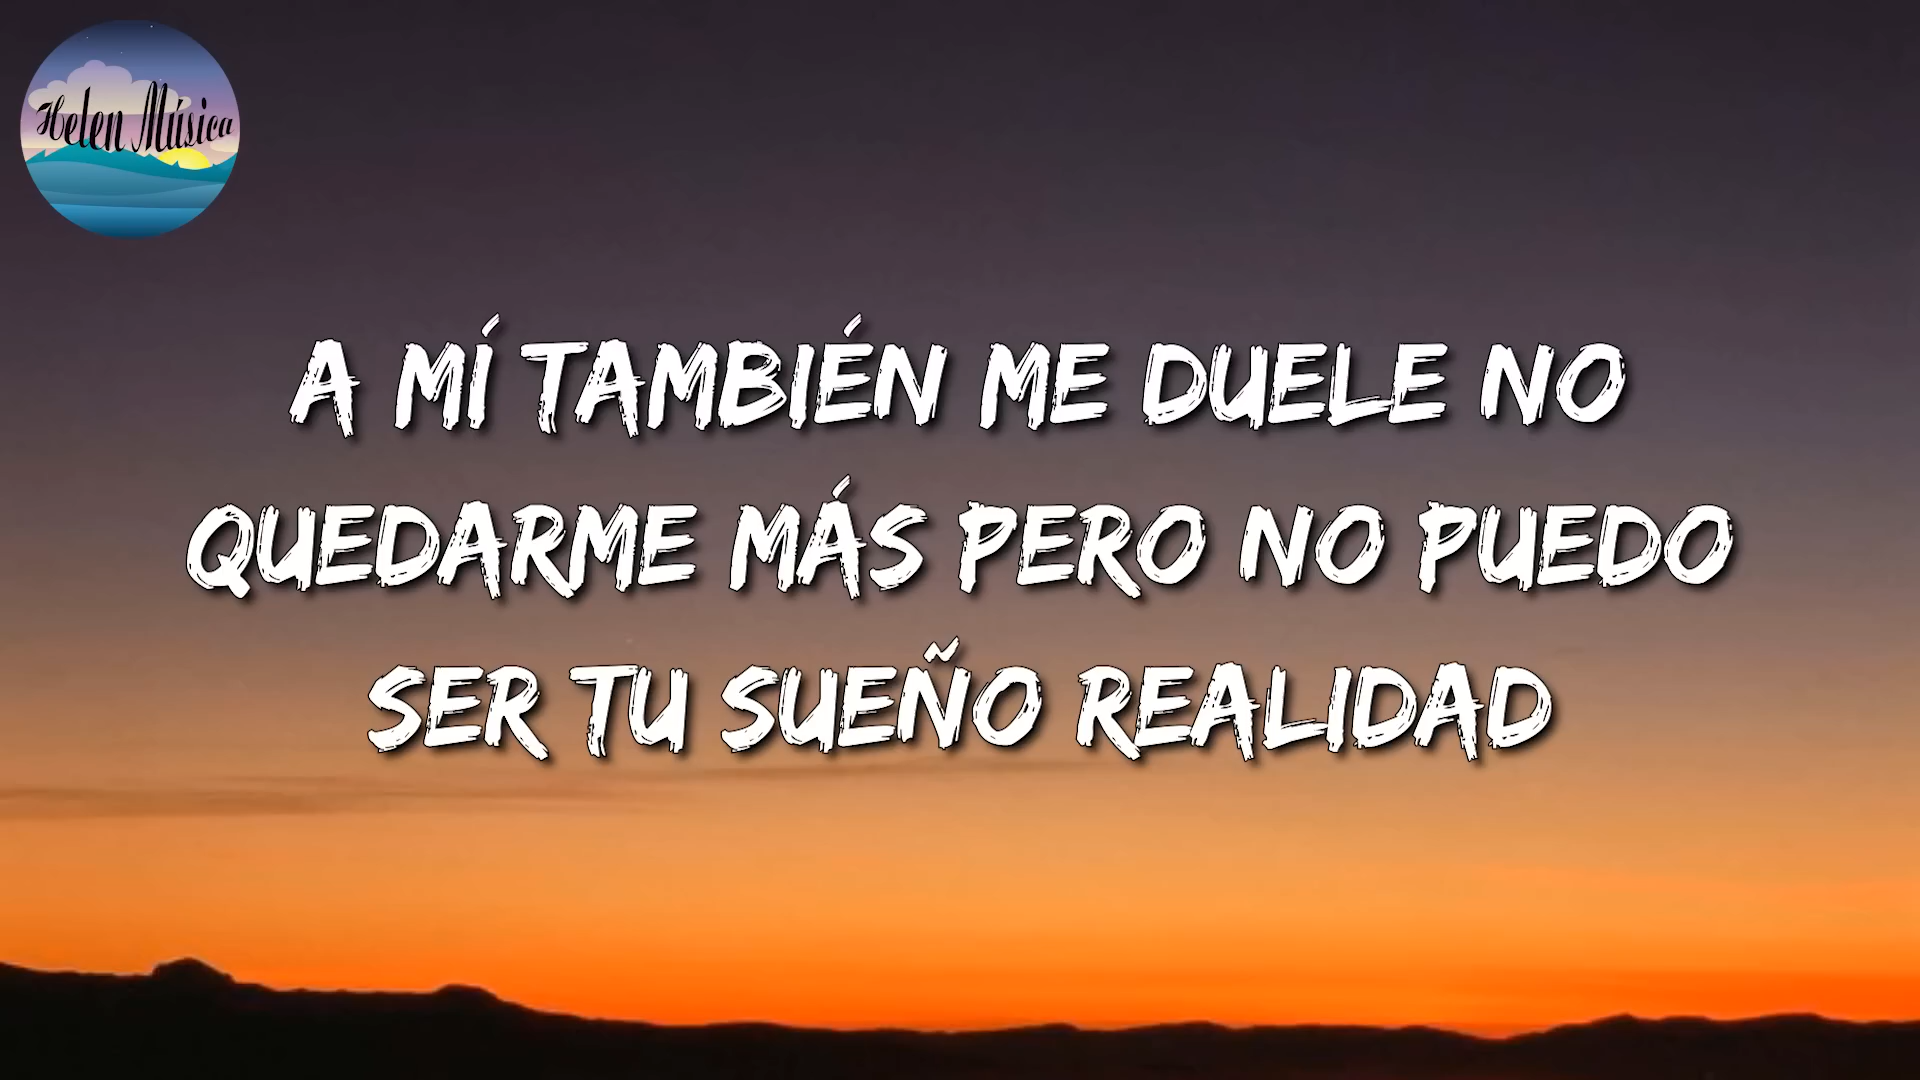 Helen Música
A MÍ TAMBIÉN ME DUELE NO
QUEDARME MÁS PERO NO PUEDO
SER TU SUEÑO REALIDAD